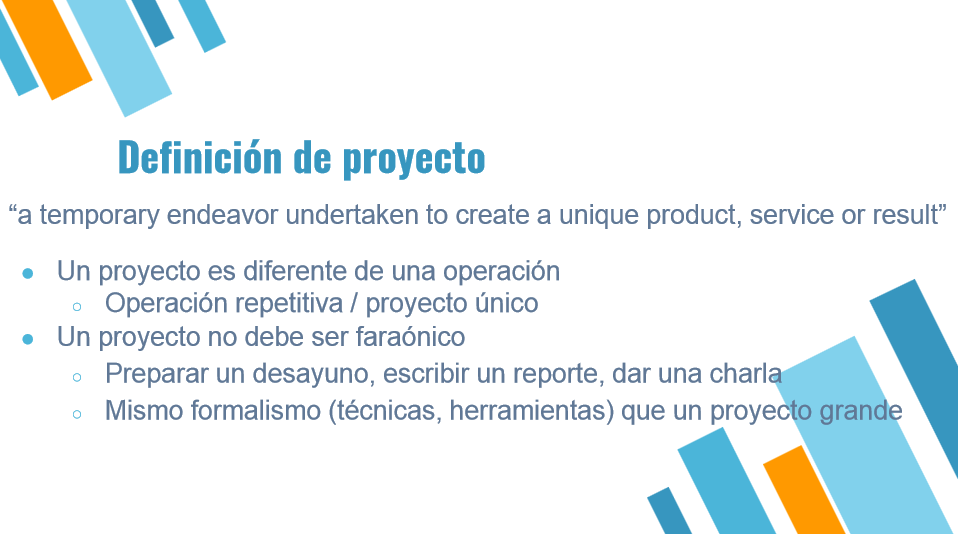 Definición de proyecto
“a temporary endeavor undertaken to create a unique product, service or result”
● Un proyecto es diferente de una operación
○ Operación repetitiva / proyecto único
● Un proyecto no debe ser faraónico
○ Preparar un desayuno, escribir un reporte, dar una charla
○ Mismo formalismo (técnicas, herramientas) que un proyecto grande